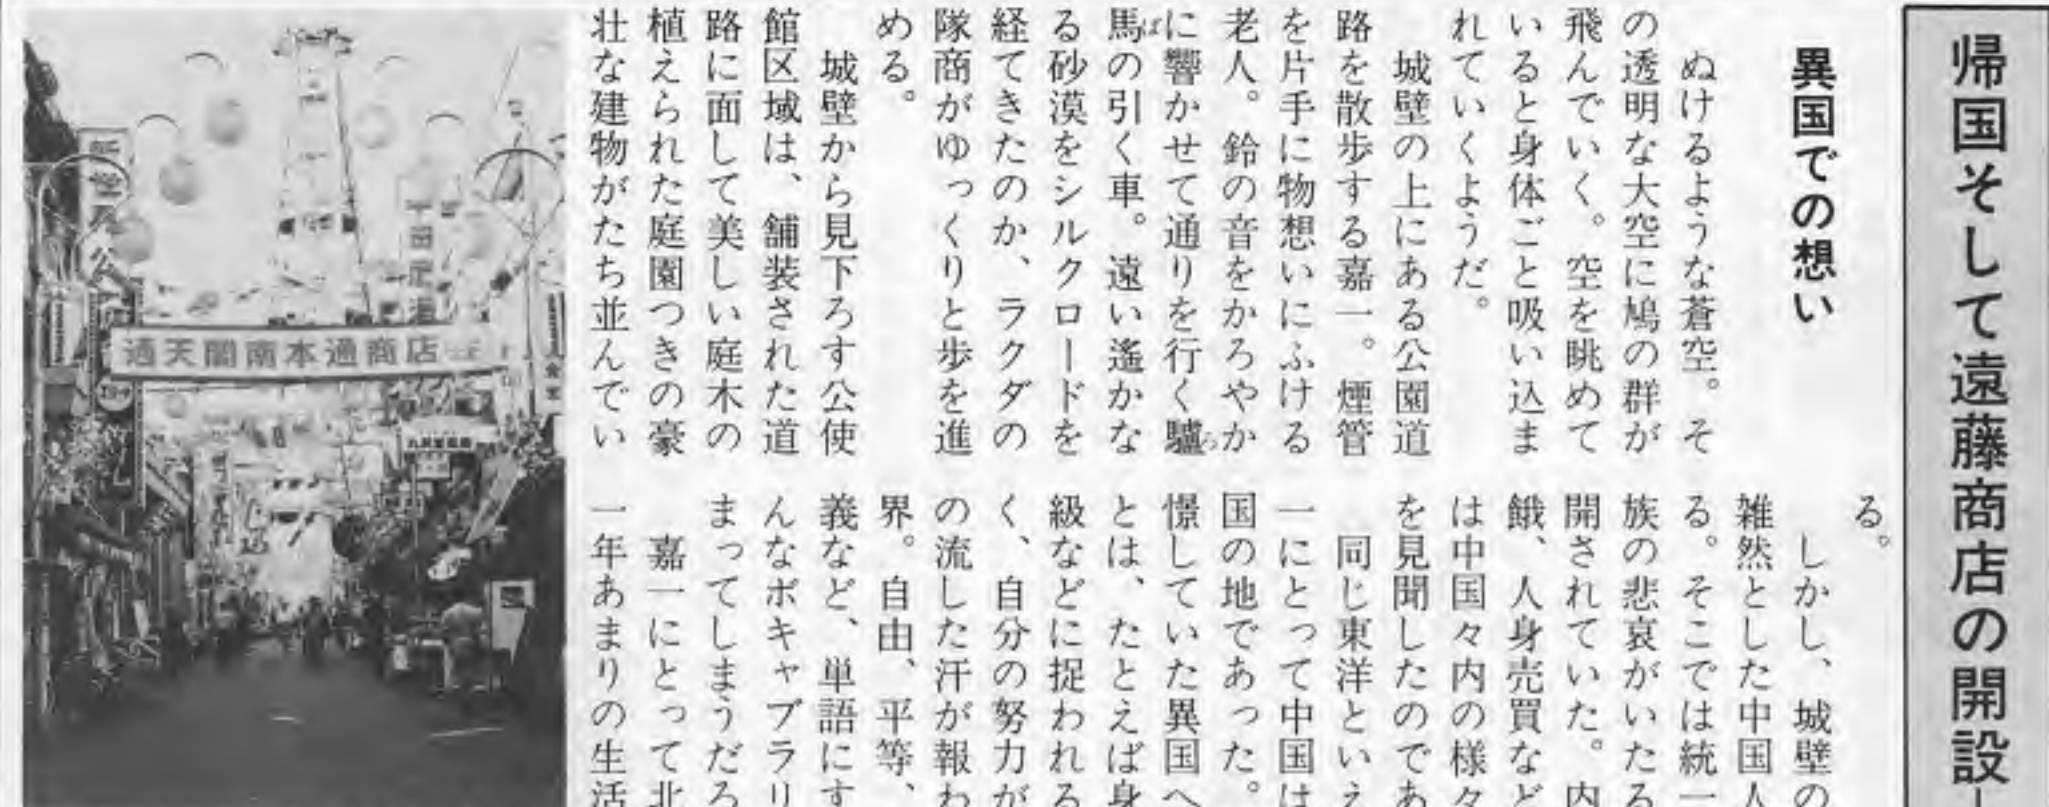 帰国そして遠藤商店の開設
異国での想い
ぬけるような蒼空。そ
の透明な大空に鳩の群が
飛んでいく。空を眺めて
いると身体ごと吸い込ま
れていくようだ。
城壁の上にある公園道
路を散歩する嘉一。煙管
を片手に物想いにふける
老人。鈴の音をかろやか
に響かせて通りを行く驢
馬の引く車。遠い遙かな
る砂漠をシルクロードを
経てきたのか、ラクダの
隊商がゆっくりと歩を進
める。
城壁から見下ろす公使
館区域は、舗装された道
路に面して美しい庭木の
植えられた庭園つきの豪
壮な建物がたち並んでい
る。
しかし、城壁の
雑然とした中国人
る。そこでは統一
族の悲哀がいたる
開されていた。内
餓、人身売買など
は中国々内の様々
を見聞したのであ
同じ東洋といえ
一にとって中国は
国の地であった。
憬していた異国へ
とは、たとえば身
級などに捉われる
く、自分の努力が
の流した汗が報わ
界。自由、平等、
義など、単語にす
んなボキャブラリ
まってしまうだろ
嘉一にとって北
一年あまりの生活
通天閣南本通商店